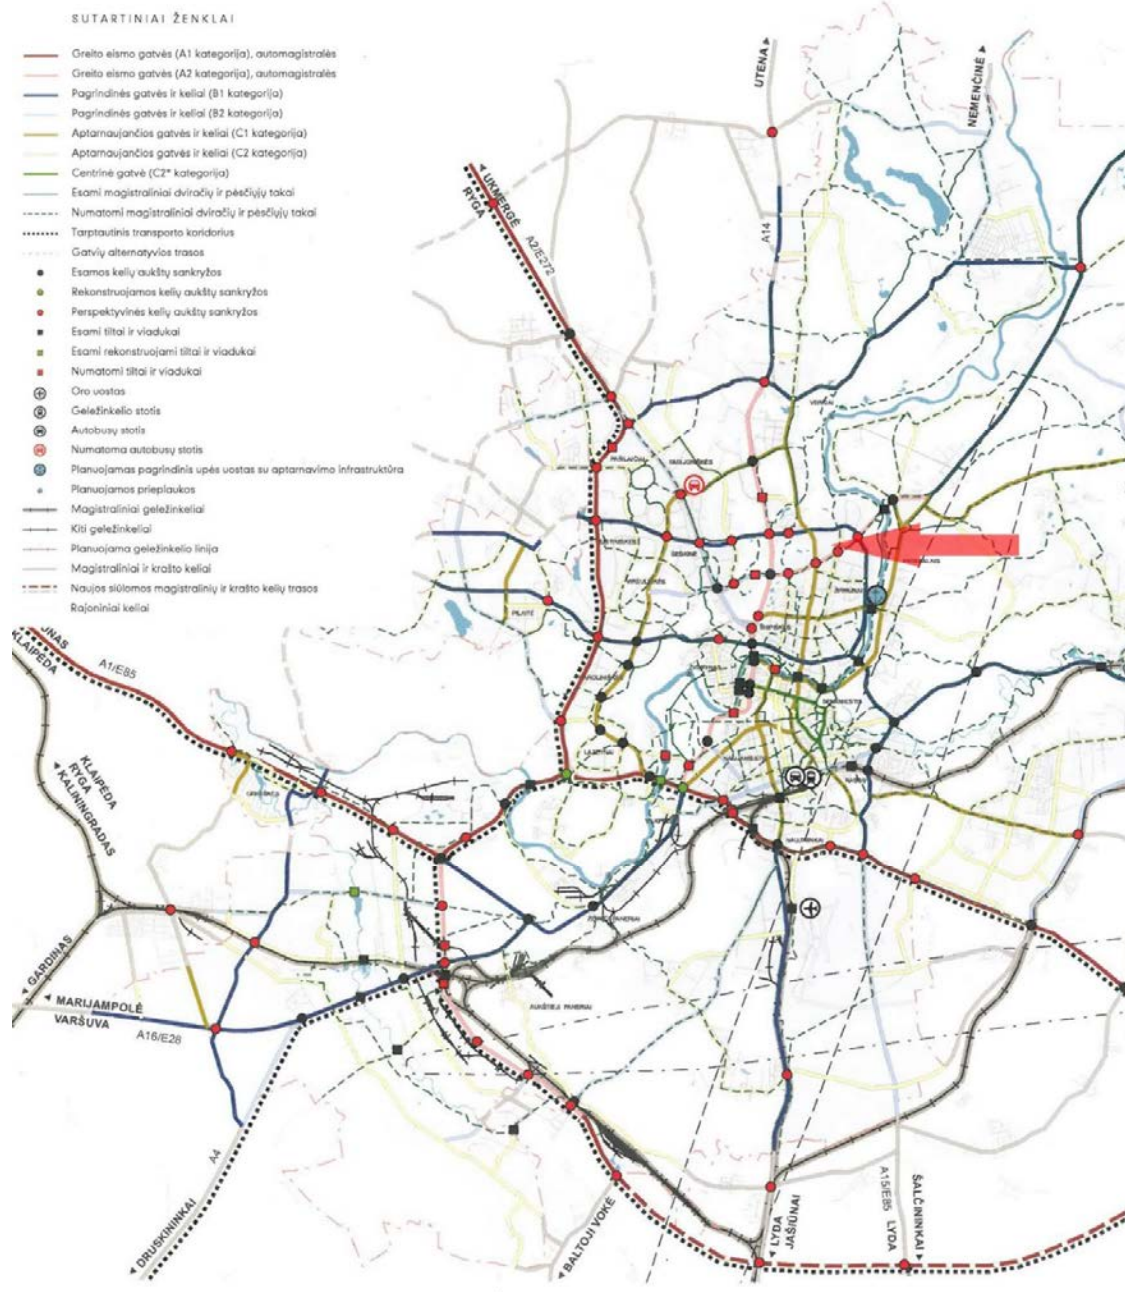 SUTARTINIAI ŽENKLAI
Greito eismo gatvės (A1 kategorija), automagistralės
Greito eismo gatvės (A2 kategorija), automagistralės
Pagrindinės gatvės ir keliai (B1 kategorija)
Pagrindinės gatvės ir keliai (B2 kategorija)
Aptarnaujančios gatvės ir keliai (C1 kategorija)
Aptarnaujančios gatvės ir keliai (C2 kategorija)
Centrinė gatvė (C2* kategorija)
Esami magistraliniai dviračių ir pėsčiųjų takai
Numatomi magistraliniai dviračių ir pėsčiųjų takai
Tarptautinis transporto koridorius
Gatvių alternatyvios trasos
Esamos kelių aukštų sankryžos
Rekonstruojamos kelių aukštų sankryžos
Perspektyvinės kelių aukštų sankryžos
Esami tiltai ir viadukai
Esami rekonstruojami tiltai ir viadukai
Numatomi tiltai ir viadukai
Oro uostas
Geležinkelio stotis
Autobusų stotis
Numatoma autobusų stotis
Planuojamas pagrindinis upės uostas su aptarnavimo infrastruktūra
Planuojamos prieplaukos
Magistraliniai geležinkeliai
Kiti geležinkeliai
Planuojama geležinkelio linija
Magistraliniai ir krašto keliai
Naujos siūlomos magistralinių ir krašto kelių trasos
Rajoniniai keliai
UTENA
NEMENČINĖ
UKMERGĖ
RYGA
A2/E272
A14
PILAITĖ
KLAIPĖDA
A1/E85
KLAIPĖDA
RYGA
KALININGRADAS
GARDINAS
MARIJAMPOLĖ
VARŠUVA
A16/E28
A4
DRUSKININKAI
AUKŠTIEJI PANERIAI
BALTOJI VOKĖ
LYDA
JAŠIŪNAI
A15/E85
ŠALČININKAI
LYDA